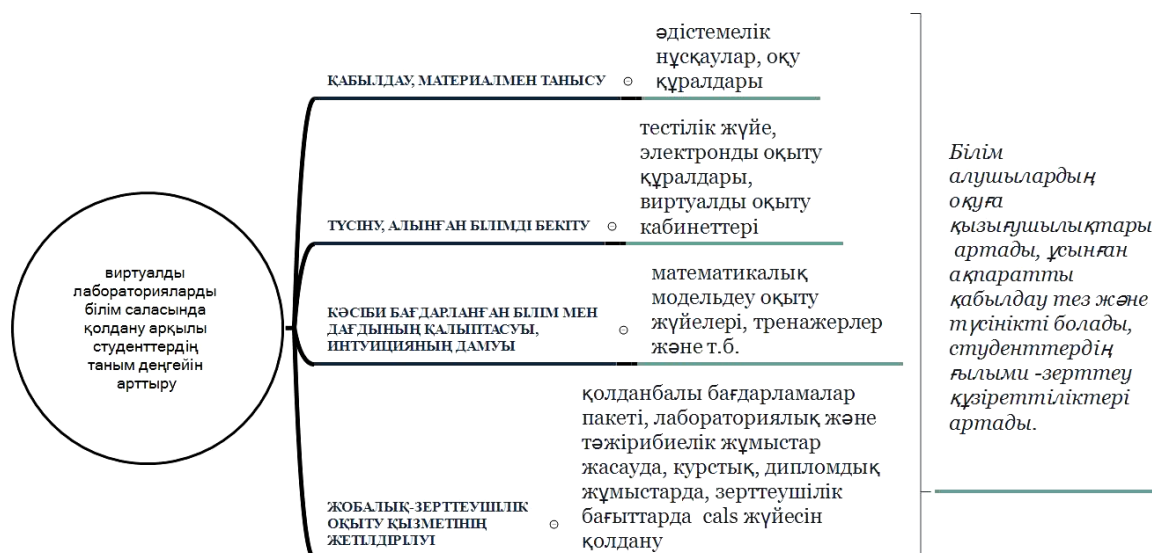 виртуалды
лабораторияларды
білім саласында
қолдану арқылы
студенттердің
таным деңгейін
арттыру
ҚАБЫЛДАУ, МАТЕРИАЛМЕН ТАНЫСУ
әдістемелік
нұсқаулар, оқу
құралдары
ТҮСІНУ, АЛЫНҒАН БІЛІМДІ БЕКІТУ
тестілік жүйе,
электронды оқыту
құралдары,
виртуалды оқыту
кабинеттері
КӘСІБИ БАҒДАРЛАНҒАН БІЛІМ МЕН
ДАҒДЫНЫҢ ҚАЛЫПТАСУЫ,
ИНТУИЦИЯНЫҢ ДАМУЫ
математикалық
модельдеу оқыту
жүйелері, тренажерлер
және т.б.
ЖОБАЛЫҚ-ЗЕРТТЕУШІЛІК
ОҚЫТУ ҚЫЗМЕТІНІҢ
ЖЕТІЛДІРІЛУІ
қолданбалы бағдарламалар
пакеті, лабораториялық және
тәжірибиелік жұмыстар
жасауда, курстық, дипломдық
жұмыстарда, зерттеушілік
бағыттарда cals жүйесін
қолдану
Білім
алушылардың
оқуға
қызығушылықтары
артады, ұсынған
ақпаратты
қабылдау тез және
түсінікті болады,
студенттердің
ғылыми -зерттеу
құзіреттіліктері
артады.